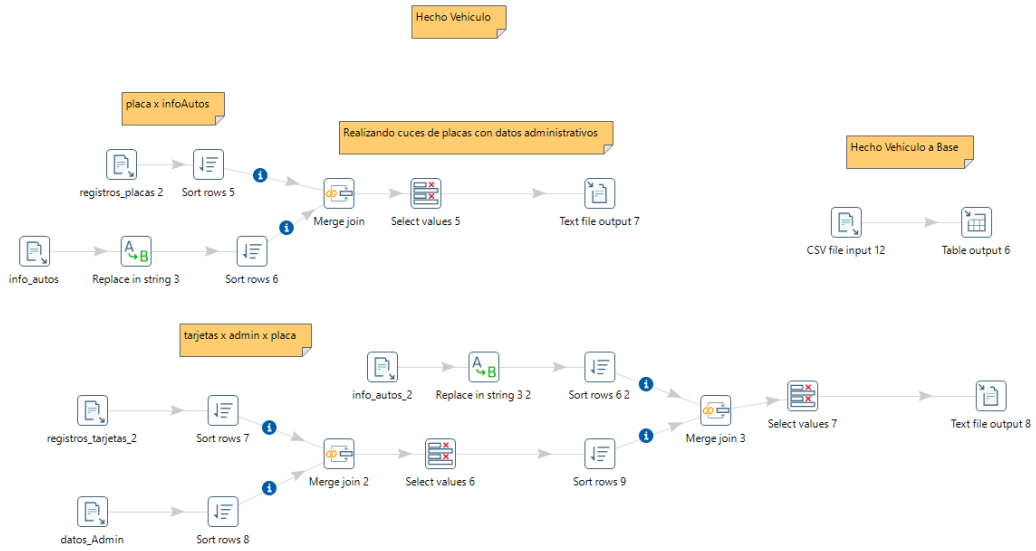 Hecho Vehiculo
placa x infoAutos
Realizando cuces de placas con datos administrativos
Hecho Vehiculo a Base
registros_placas 2
Sort rows 5
Merge join
Select values 5
Text file output 7
CSV file input 12
Table output 6
info_autos
Replace in string 3
Sort rows 6
tarjetas x admin x placa
info_autos_2
Replace in string 3 2
Sort rows 6 2
registros_tarjetas_2
Sort rows 7
Merge join 3
Select values 7
Text file output 8
Merge join 2
Select values 6
Sort rows 9
datos_Admin
Sort rows 8